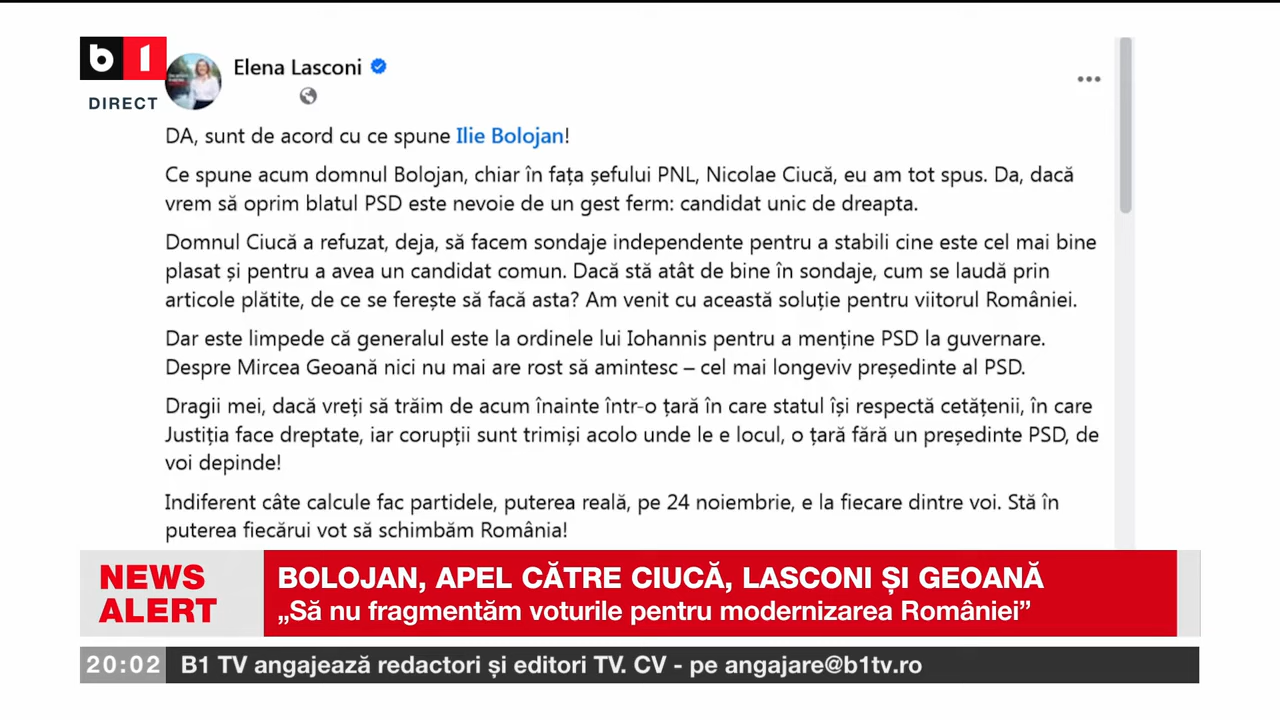 b1
DIRECT
Elena Lasconi
DA, sunt de acord cu ce spune Ilie Bolojan!
Ce spune acum domnul Bolojan, chiar în fața șefului PNL, Nicolae Ciucă, eu am tot spus. Da, dacă
vrem să oprim blatul PSD este nevoie de un gest ferm: candidat unic de dreapta.
Domnul Ciucă a refuzat, deja, să facem sondaje independente pentru a stabili cine este cel mai bine
plasat și pentru a avea un candidat comun. Dacă stă atât de bine în sondaje, cum se laudă prin
articole plătite, de ce se ferește să facă asta? Am venit cu această soluție pentru viitorul României.
Dar este limpede că generalul este la ordinele lui Iohannis pentru a menține PSD la guvernare.
Despre Mircea Geoană nici nu mai are rost să amintesc – cel mai longeviv președinte al PSD.
Dragii mei, dacă vreți să trăim de acum înainte într-o țară în care statul își respectă cetățenii, în care
Justiția face dreptate, iar corupții sunt trimiși acolo unde le e locul, o țară fără un președinte PSD, de
voi depinde!
Indiferent câte calcule fac partidele, puterea reală, pe 24 noiembrie, e la fiecare dintre voi. Stă în
puterea fiecărui vot să schimbăm România!
NEWS
ALERT
BOLOJAN, APEL CĂTRE CIUCĂ, LASCONI ȘI GEOANĂ
„Să nu fragmentăm voturile pentru modernizarea României”
20:02 B1 TV angajează redactori și editori TV. CV - pe angajare@b1tv.ro